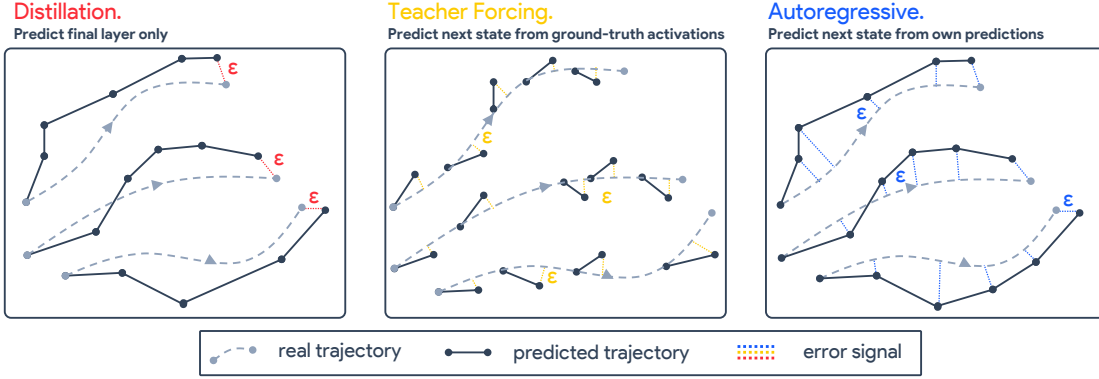 Distillation.
Predict final layer only
ε
ε
ε
Teacher Forcing.
Predict next state from ground-truth activations
ε
ε
ε
Autoregressive.
Predict next state from own predictions
ε
ε
ε
real trajectory
predicted trajectory
error signal